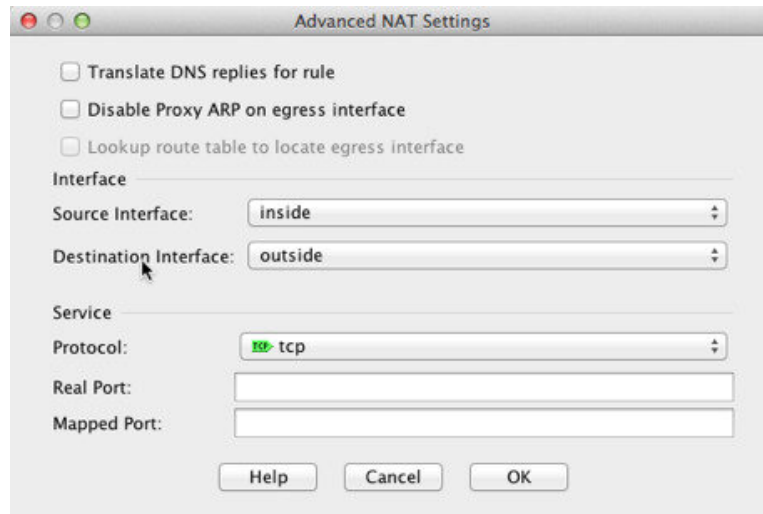 Advanced NAT Settings
Translate DNS replies for rule
Disable Proxy ARP on egress interface
Lookup route table to locate egress interface
Interface
Source Interface: inside
Destination Interface: outside
Service
Protocol: TCP tcp
Real Port:
Mapped Port:
Help Cancel OK